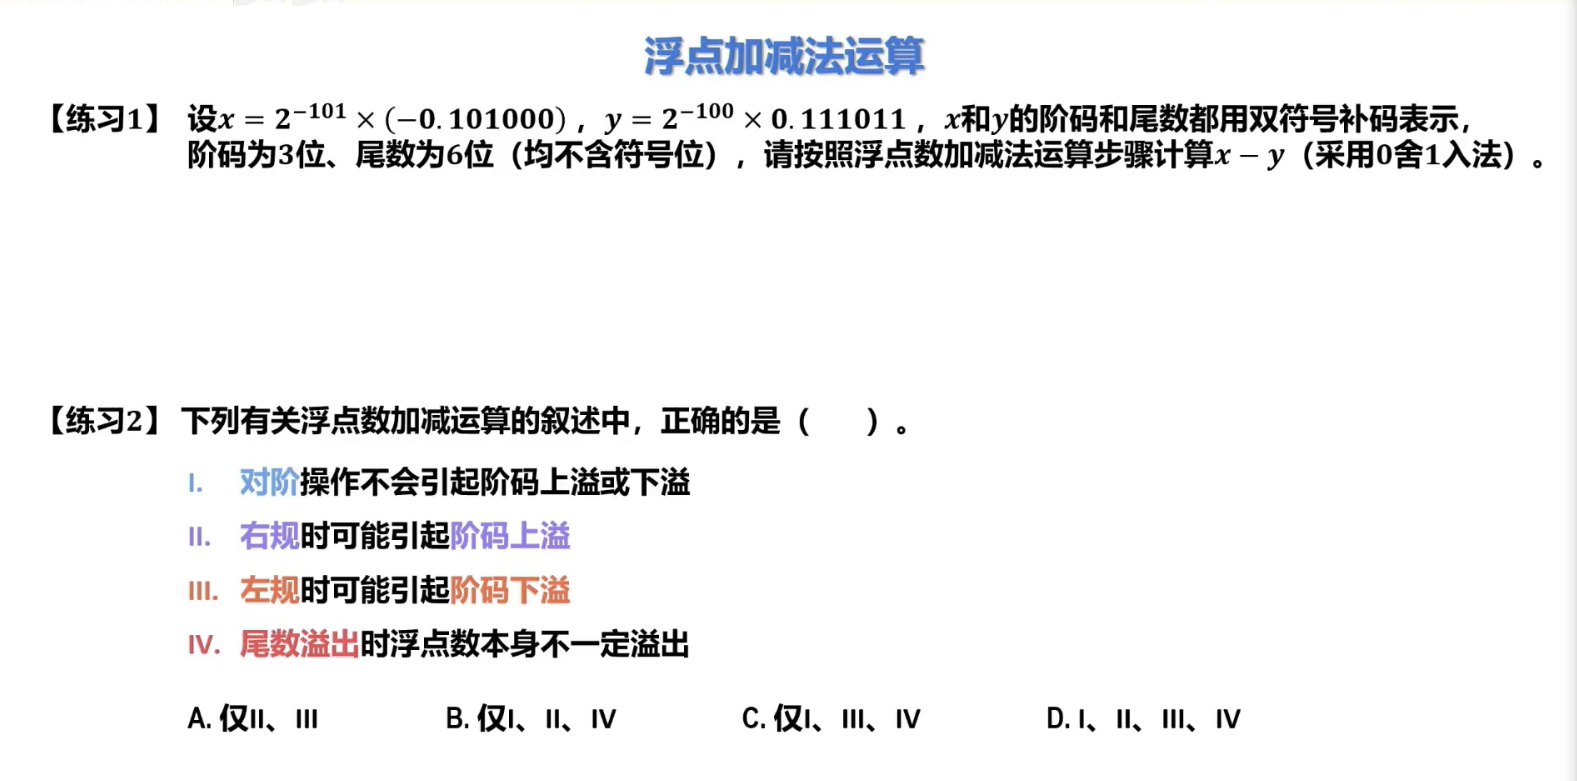 浮点加减法运算
【练习1】 设x = 2⁻¹⁰¹ × (−0.101000)，y = 2⁻¹⁰⁰ × 0.111011，x和y的阶码和尾数都用双符号补码表示，
阶码为3位、尾数为6位（均不含符号位），请按照浮点数加减法运算步骤计算x − y（采用0舍1入法）。
【练习2】 下列有关浮点数加减运算的叙述中，正确的是（　　）。
I. 对阶操作不会引起阶码上溢或下溢
II. 右规时可能引起阶码上溢
III. 左规时可能引起阶码下溢
IV. 尾数溢出时浮点数本身不一定溢出
A. 仅II、III B. 仅I、II、IV C. 仅I、III、IV D. I、II、III、IV